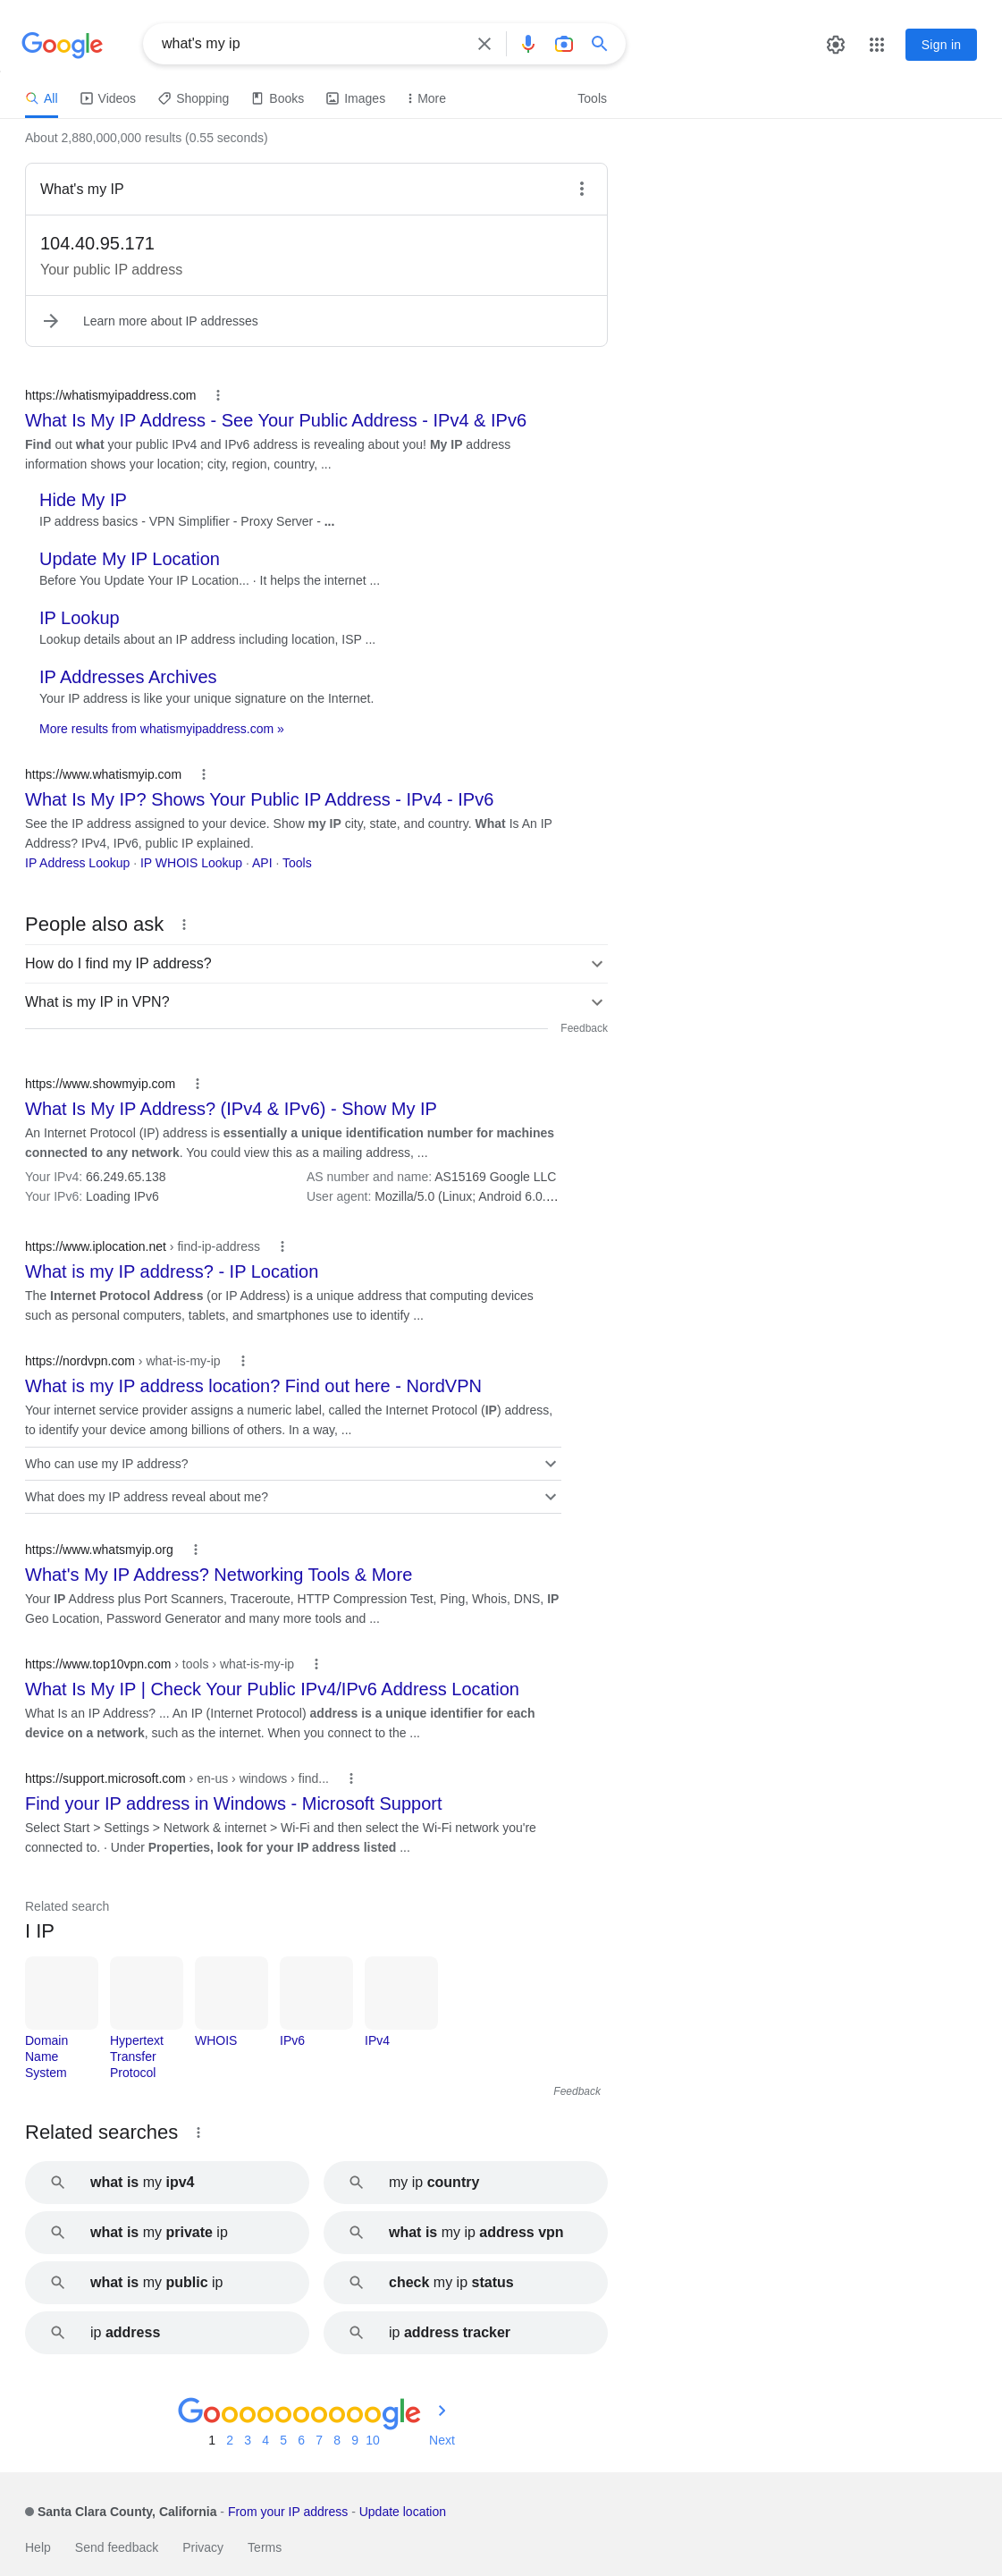 Google
what's my ip
Sign in
All Videos Shopping Books Images More Tools
About 2,880,000,000 results (0.55 seconds)
What's my IP
104.40.95.171
Your public IP address
Learn more about IP addresses
https://whatismyipaddress.com
What Is My IP Address - See Your Public Address - IPv4 & IPv6
Find out what your public IPv4 and IPv6 address is revealing about you! My IP address
information shows your location; city, region, country, ...
Hide My IP
IP address basics - VPN Simplifier - Proxy Server - ...
Update My IP Location
Before You Update Your IP Location... · It helps the internet ...
IP Lookup
Lookup details about an IP address including location, ISP ...
IP Addresses Archives
Your IP address is like your unique signature on the Internet.
More results from whatismyipaddress.com »
https://www.whatismyip.com
What Is My IP? Shows Your Public IP Address - IPv4 - IPv6
See the IP address assigned to your device. Show my IP city, state, and country. What Is An IP
Address? IPv4, IPv6, public IP explained.
IP Address Lookup · IP WHOIS Lookup · API · Tools
People also ask
How do I find my IP address?
What is my IP in VPN?
Feedback
https://www.showmyip.com
What Is My IP Address? (IPv4 & IPv6) - Show My IP
An Internet Protocol (IP) address is essentially a unique identification number for machines
connected to any network. You could view this as a mailing address, ...
Your IPv4: 66.249.65.138 AS number and name: AS15169 Google LLC
Your IPv6: Loading IPv6 User agent: Mozilla/5.0 (Linux; Android 6.0....
https://www.iplocation.net › find-ip-address
What is my IP address? - IP Location
The Internet Protocol Address (or IP Address) is a unique address that computing devices
such as personal computers, tablets, and smartphones use to identify ...
https://nordvpn.com › what-is-my-ip
What is my IP address location? Find out here - NordVPN
Your internet service provider assigns a numeric label, called the Internet Protocol (IP) address,
to identify your device among billions of others. In a way, ...
Who can use my IP address?
What does my IP address reveal about me?
https://www.whatsmyip.org
What's My IP Address? Networking Tools & More
Your IP Address plus Port Scanners, Traceroute, HTTP Compression Test, Ping, Whois, DNS, IP
Geo Location, Password Generator and many more tools and ...
https://www.top10vpn.com › tools › what-is-my-ip
What Is My IP | Check Your Public IPv4/IPv6 Address Location
What Is an IP Address? ... An IP (Internet Protocol) address is a unique identifier for each
device on a network, such as the internet. When you connect to the ...
https://support.microsoft.com › en-us › windows › find...
Find your IP address in Windows - Microsoft Support
Select Start > Settings > Network & internet > Wi-Fi and then select the Wi-Fi network you're
connected to. · Under Properties, look for your IP address listed ...
Related search
I IP
Domain Hypertext WHOIS IPv6 IPv4
Name Transfer
System Protocol
Feedback
Related searches
what is my ipv4
my ip country
what is my private ip
what is my ip address vpn
what is my public ip
check my ip status
ip address
ip address tracker
Goooooooooogle
1 2 3 4 5 6 7 8 9 10 Next
Santa Clara County, California - From your IP address - Update location
Help Send feedback Privacy Terms